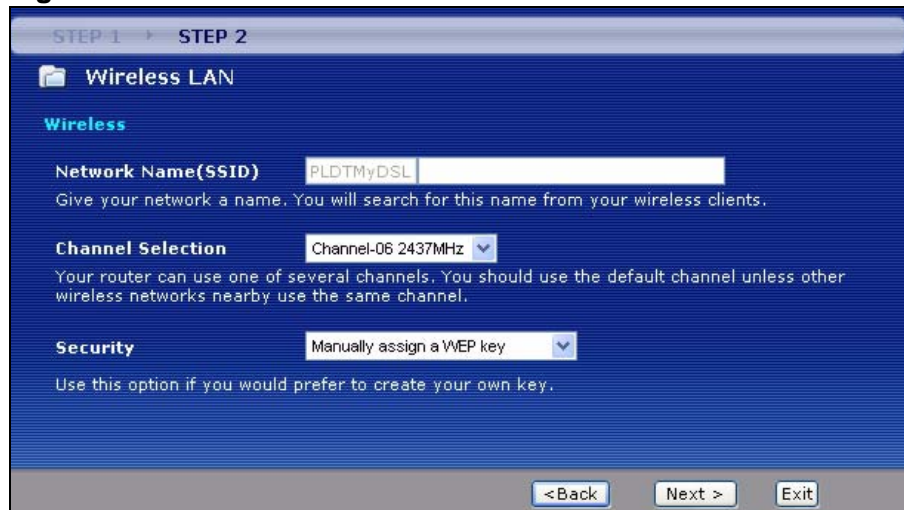 STEP 1 STEP 2
Wireless LAN
Wireless
Network Name(SSID) PLDTMyDSL
Give your network a name. You will search for this name from your wireless clients.
Channel Selection Channel-06 2437MHz
Your router can use one of several channels. You should use the default channel unless other
wireless networks nearby use the same channel.
Security Manually assign a WEP key
Use this option if you would prefer to create your own key.
<Back Next > Exit